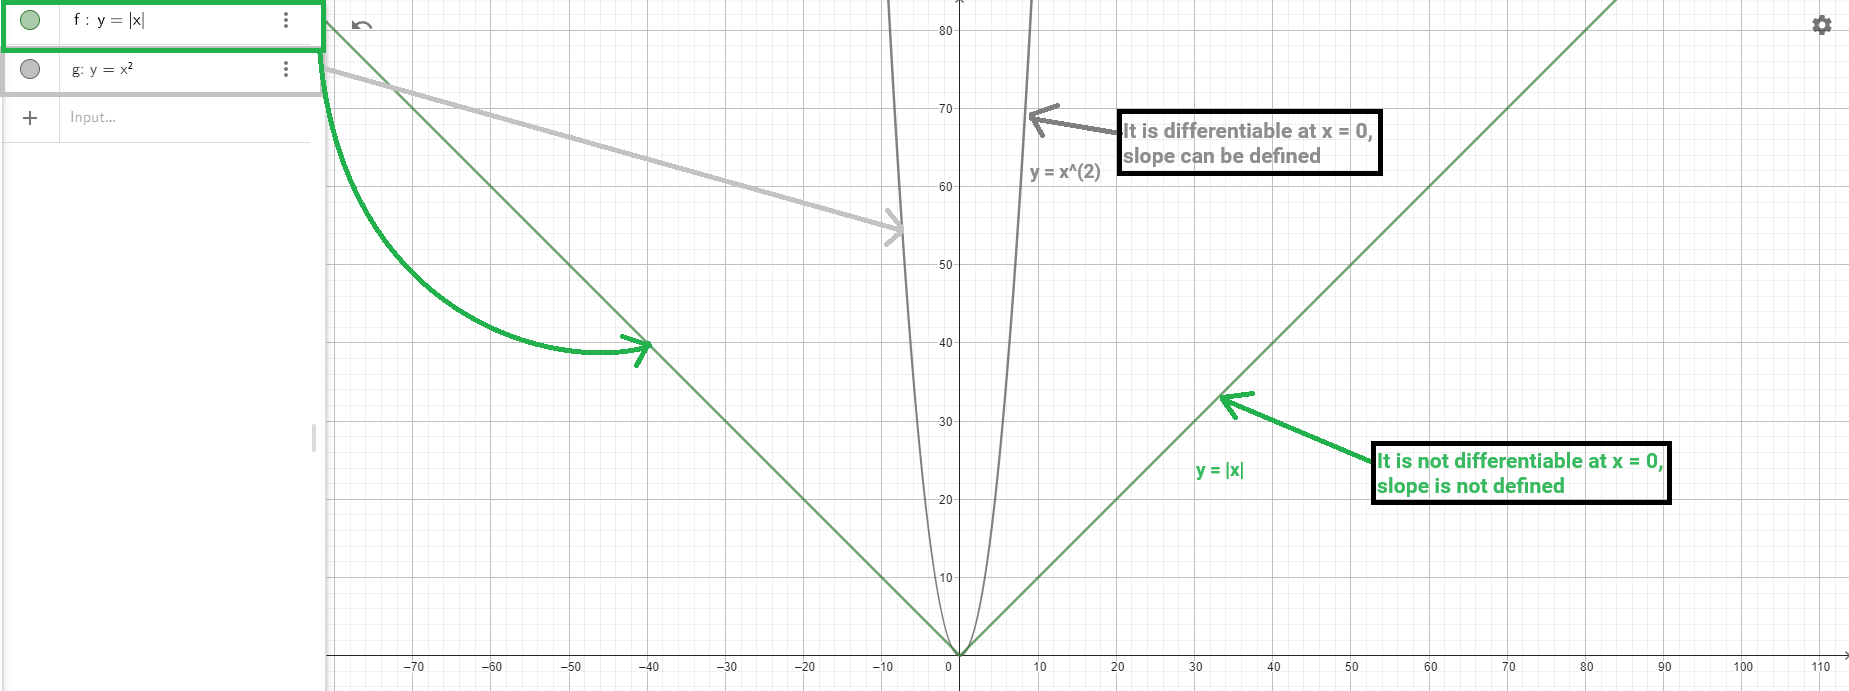 f : y = |x|
g: y = x²
Input...
80
70
60
50
40
30
20
10
It is differentiable at x = 0,
slope can be defined
y = x^(2)
y = |x|
It is not differentiable at x = 0,
slope is not defined
−70 −60 −50 −40 −30 −20 −10 0 10 20 30 40 50 60 70 80 90 100 110